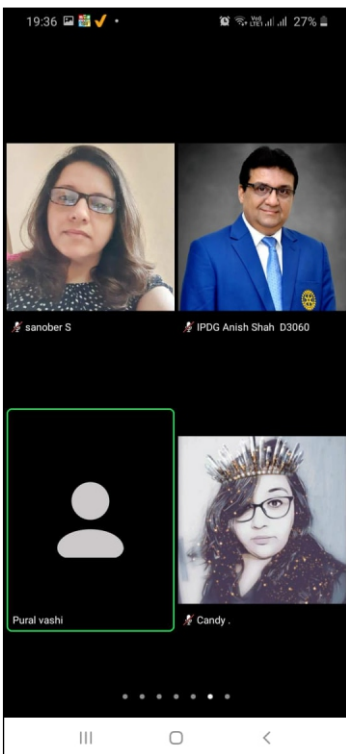 19:36 27%
sanober S
IPDG Anish Shah D3060
Pural vashi
Candy .